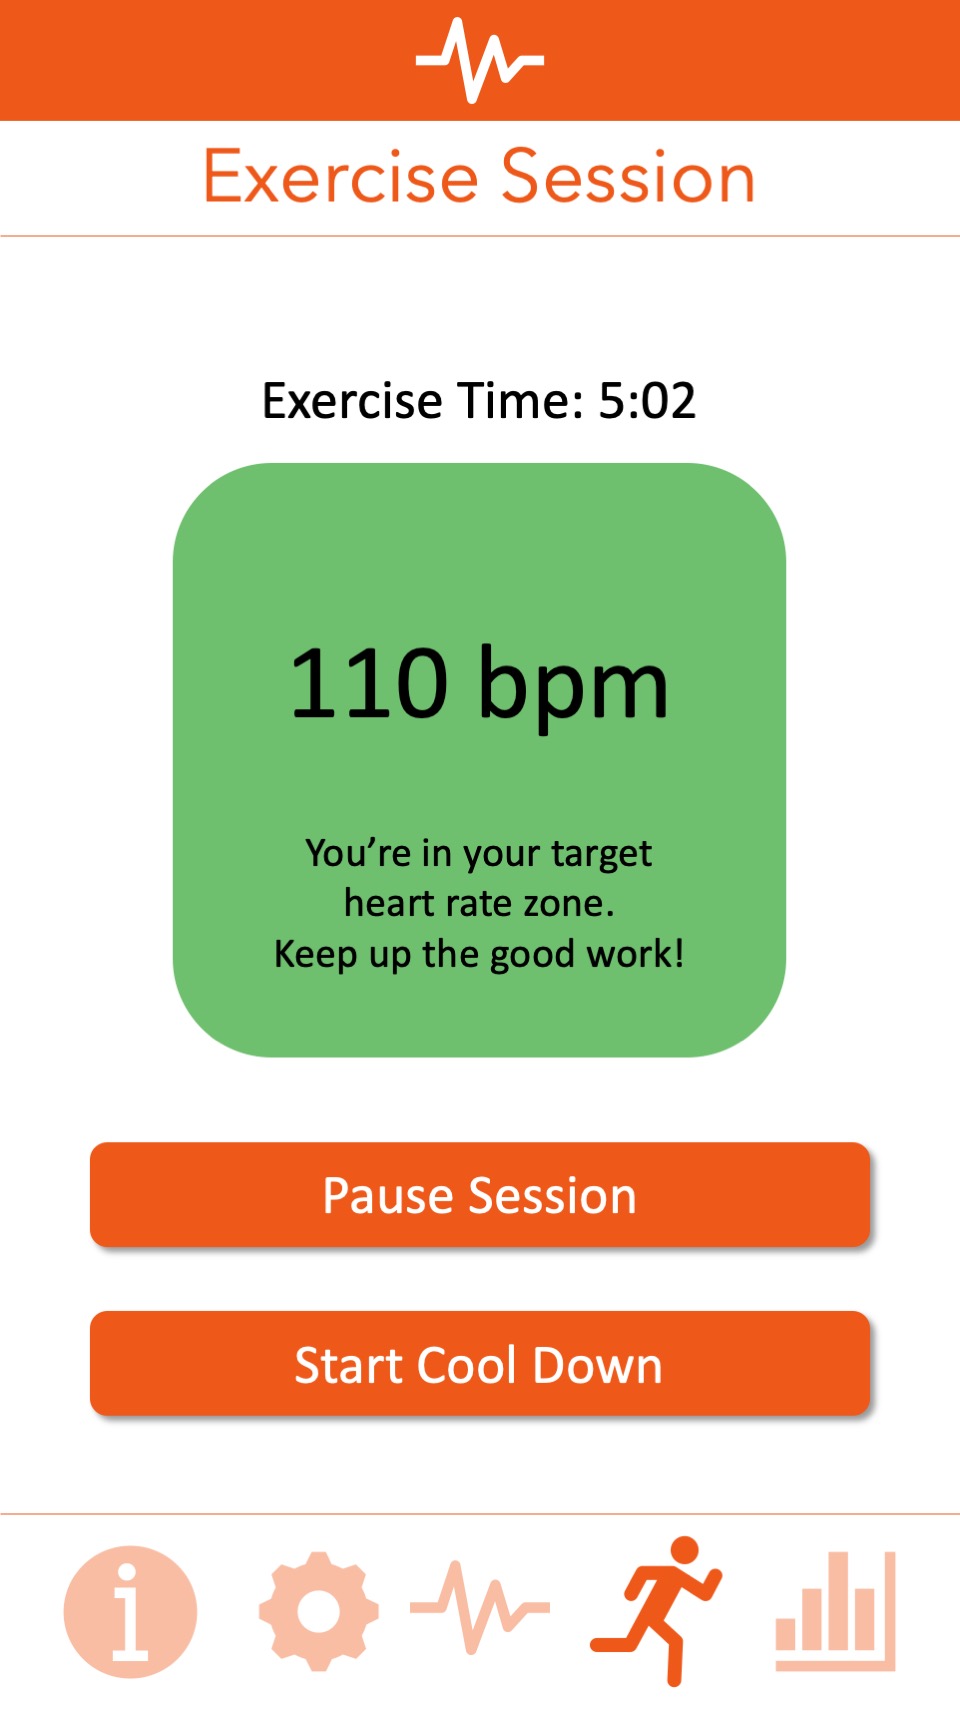 Exercise Session
Exercise Time: 5:02
110 bpm
You’re in your target
heart rate zone.
Keep up the good work!
Pause Session
Start Cool Down
i